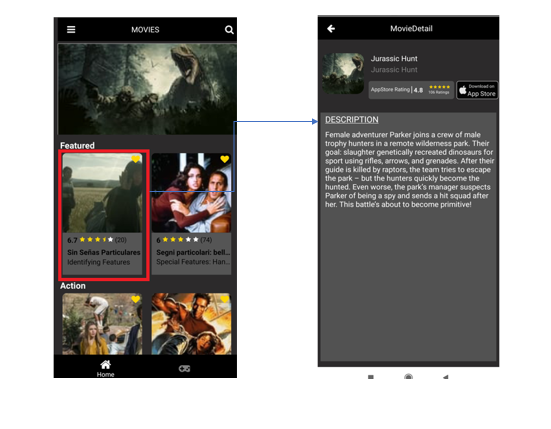 MOVIES
Featured
6.7 (20)
Sin Señas Particulares
Identifying Features
6 (74)
Segni particolari: bell...
Special Features: Han...
Action
Home
MovieDetail
Jurassic Hunt
Jurassic Hunt
AppStore Rating | 4.8
106 Ratings
Download on
App Store
DESCRIPTION
Female adventurer Parker joins a crew of male
trophy hunters in a remote wilderness park. Their
goal: slaughter genetically recreated dinosaurs for
sport using rifles, arrows, and grenades. After their
guide is killed by raptors, the team tries to escape
the park – but the hunters quickly become the
hunted. Even worse, the park's manager suspects
Parker of being a spy and sends a hit squad after
her. This battle's about to become primitive!